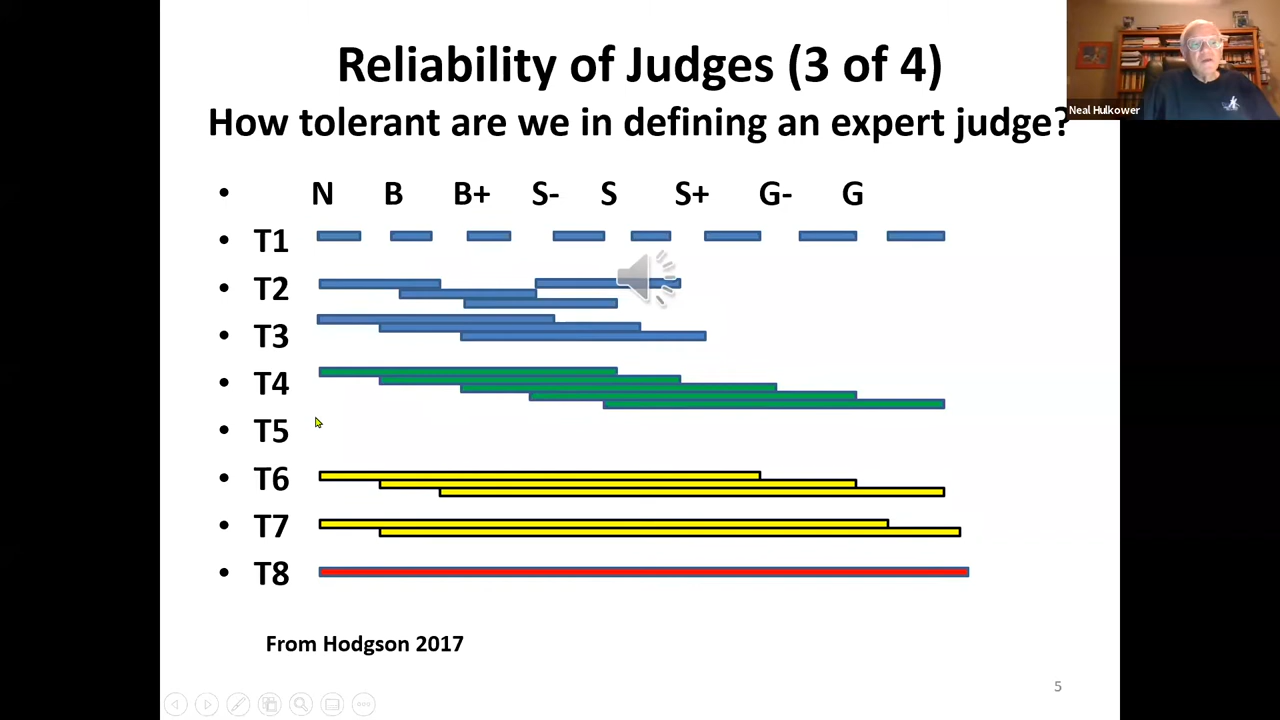 Reliability of Judges (3 of 4)
How tolerant are we in defining an expert judge?
Neal Hulkower
• N B B+ S- S S+ G- G
• T1
• T2
• T3
• T4
• T5
• T6
• T7
• T8
From Hodgson 2017
5